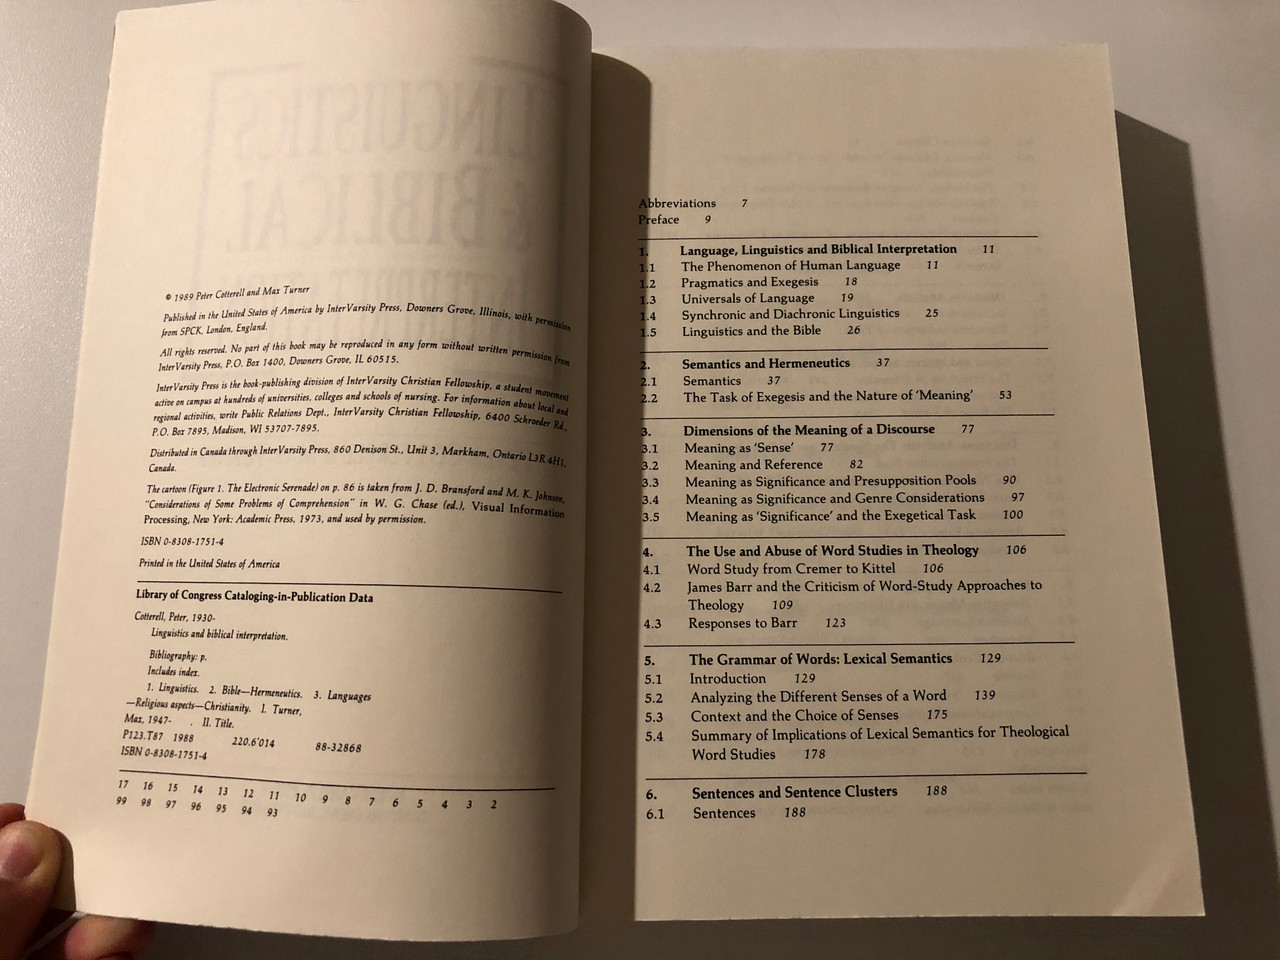 LINGUISTICS
& BIBLICAL
© 1989 Peter Cotterell and Max Turner
Published in the United States of America by InterVarsity Press, Downers Grove, Illinois, with permission
from SPCK, London, England.
All rights reserved. No part of this book may be reproduced in any form without written permission from
InterVarsity Press, P.O. Box 1400, Downers Grove, IL 60515.
InterVarsity Press is the book-publishing division of InterVarsity Christian Fellowship, a student movement
active on campus at hundreds of universities, colleges and schools of nursing. For information about local and
regional activities, write Public Relations Dept., InterVarsity Christian Fellowship, 6400 Schroeder Rd.,
P.O. Box 7895, Madison, WI 53707-7895.
Distributed in Canada through InterVarsity Press, 860 Denison St., Unit 3, Markham, Ontario L3R 4H1,
Canada.
The cartoon (Figure 1. The Electronic Serenade) on p. 86 is taken from J. D. Bransford and M. K. Johnson,
"Considerations of Some Problems of Comprehension" in W. G. Chase (ed.), Visual Information
Processing, New York: Academic Press, 1973, and used by permission.
ISBN 0-8308-1751-4
Printed in the United States of America
Library of Congress Cataloging-in-Publication Data
Cotterell, Peter, 1930-
Linguistics and biblical interpretation.
Bibliography: p.
Includes index.
1. Linguistics. 2. Bible—Hermeneutics. 3. Languages
—Religious aspects—Christianity. I. Turner,
Max, 1947- . II. Title.
P123.T87 1988 220.6'014 88-32868
ISBN 0-8308-1751-4
17 16 15 14 13 12 11 10 9 8 7 6 5 4 3 2
99 98 97 96 95 94 93
Abbreviations 7
Preface 9
1. Language, Linguistics and Biblical Interpretation 11
1.1 The Phenomenon of Human Language 11
1.2 Pragmatics and Exegesis 18
1.3 Universals of Language 19
1.4 Synchronic and Diachronic Linguistics 25
1.5 Linguistics and the Bible 26
2. Semantics and Hermeneutics 37
2.1 Semantics 37
2.2 The Task of Exegesis and the Nature of 'Meaning' 53
3. Dimensions of the Meaning of a Discourse 77
3.1 Meaning as 'Sense' 77
3.2 Meaning and Reference 82
3.3 Meaning as Significance and Presupposition Pools 90
3.4 Meaning as Significance and Genre Considerations 97
3.5 Meaning as 'Significance' and the Exegetical Task 100
4. The Use and Abuse of Word Studies in Theology 106
4.1 Word Study from Cremer to Kittel 106
4.2 James Barr and the Criticism of Word-Study Approaches to
Theology 109
4.3 Responses to Barr 123
5. The Grammar of Words: Lexical Semantics 129
5.1 Introduction 129
5.2 Analyzing the Different Senses of a Word 139
5.3 Context and the Choice of Senses 175
5.4 Summary of Implications of Lexical Semantics for Theological
Word Studies 178
6. Sentences and Sentence Clusters 188
6.1 Sentences 188